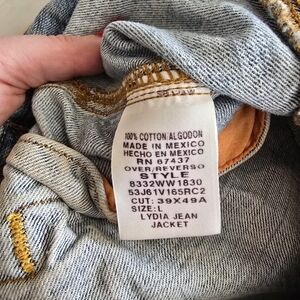 100% COTTON ALGODON
MADE IN MEXICO
HECHO EN MEXICO
RN 67437
OVER/REVERSO
STYLE
8332WW1830
53J61V165RC2
CUT: 39X49A
SIZE:L
LYDIA JEAN
JACKET